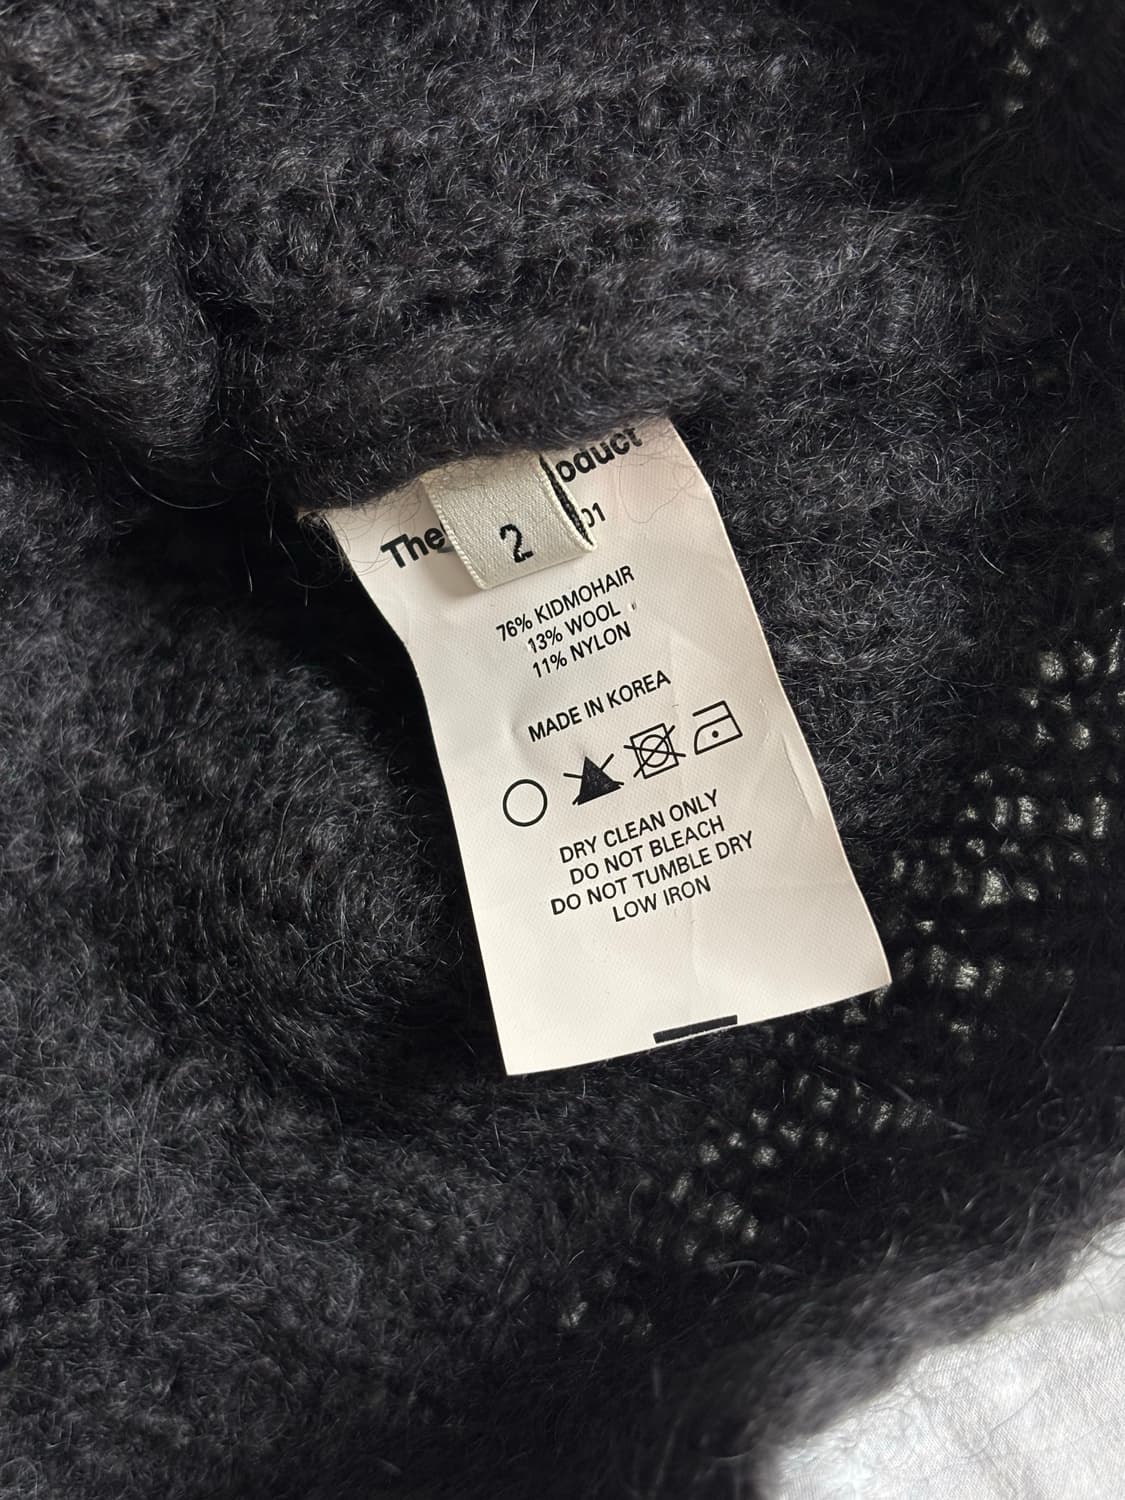 The
2
76% KIDMOHAIR
13% WOOL
11% NYLON
MADE IN KOREA
DRY CLEAN ONLY
DO NOT BLEACH
DO NOT TUMBLE DRY
LOW IRON